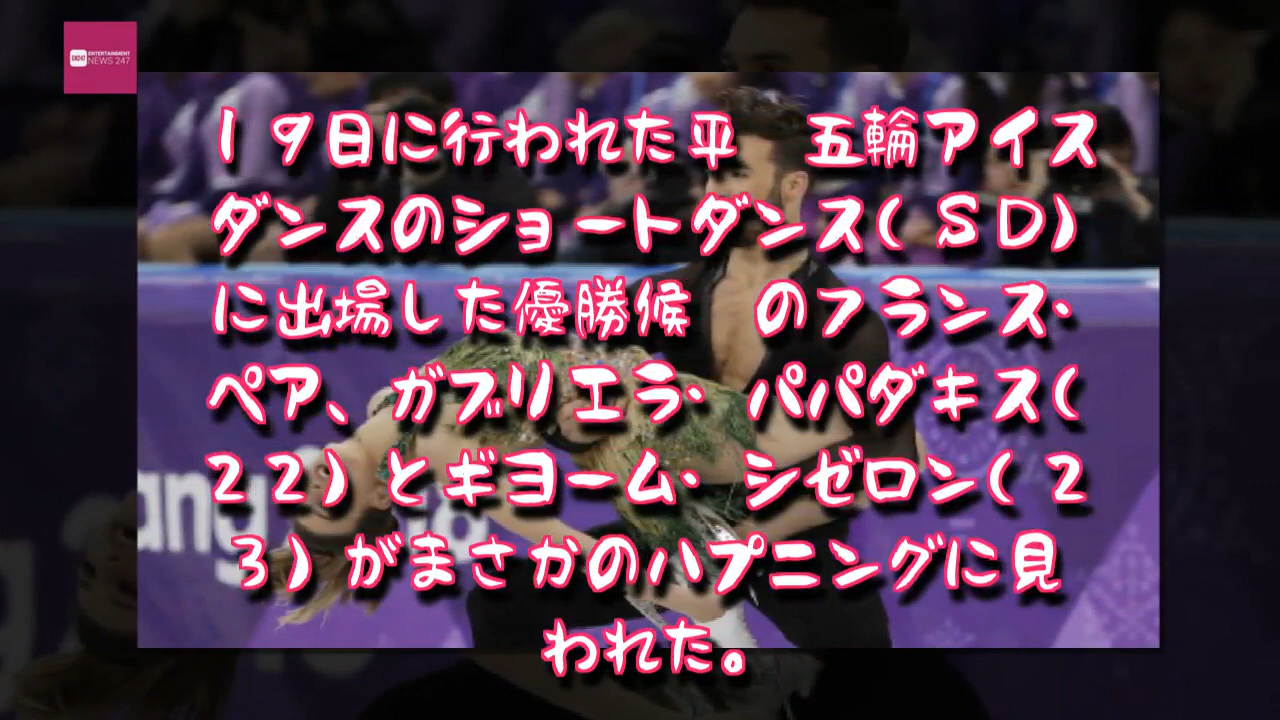 ENTERTAINMENT
NEWS 247
１９日に行われた平　五輪アイス
ダンスのショートダンス(ＳＤ)
に出場した優勝候　のフランス・
ペア、ガブリエラ・パパダキス(
２２)とギヨーム・シゼロン(２
３)がまさかのハプニングに見
われた。
ang